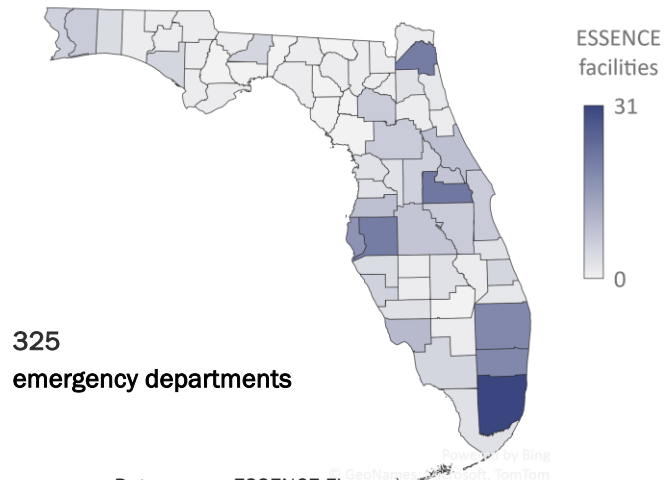 ESSENCE
facilities
31
0
325
emergency departments
Powered by Bing
© GeoNames, Microsoft, TomTom